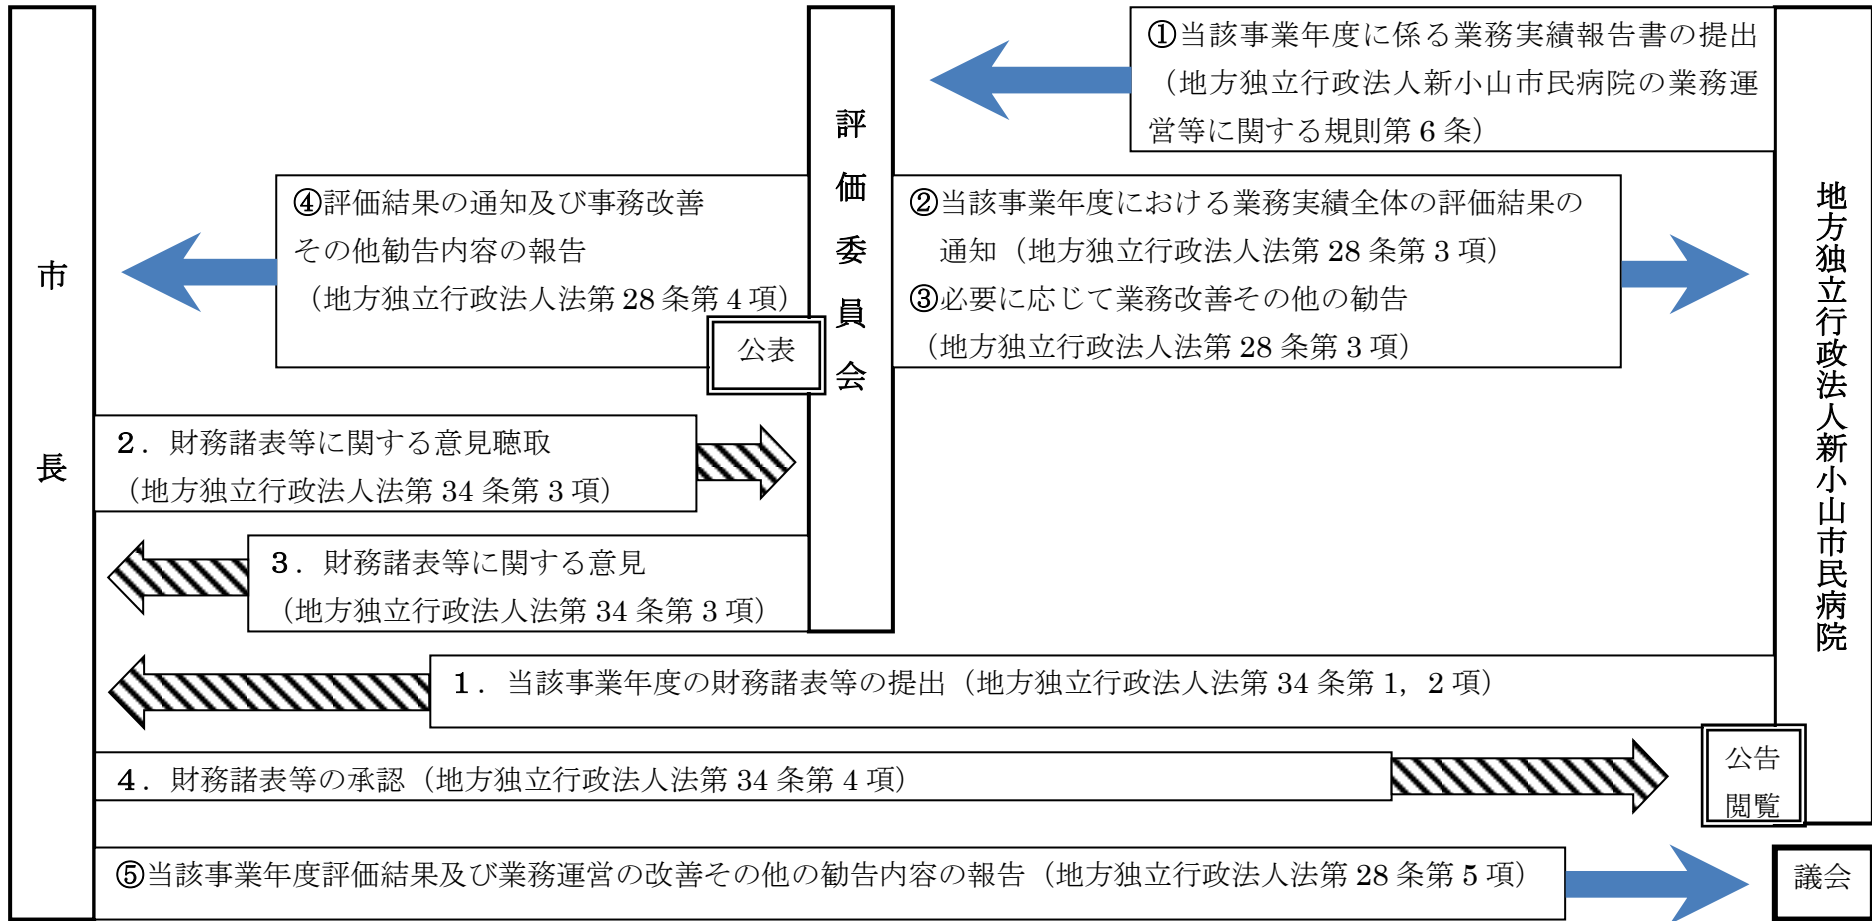 市長
評価委員会
地方独立行政法人新小山市民病院
①当該事業年度に係る業務実績報告書の提出
（地方独立行政法人新小山市民病院の業務運
営等に関する規則第 6 条）
②当該事業年度における業務実績全体の評価結果の
通知（地方独立行政法人法第 28 条第 3 項）
③必要に応じて業務改善その他の勧告
（地方独立行政法人法第 28 条第 3 項）
④評価結果の通知及び事務改善
その他勧告内容の報告
（地方独立行政法人法第 28 条第 4 項）
公表
２．財務諸表等に関する意見聴取
（地方独立行政法人法第 34 条第 3 項）
３．財務諸表等に関する意見
（地方独立行政法人法第 34 条第 3 項）
１．当該事業年度の財務諸表等の提出（地方独立行政法人法第 34 条第 1，2 項）
４．財務諸表等の承認（地方独立行政法人法第 34 条第 4 項）
公告
閲覧
⑤当該事業年度評価結果及び業務運営の改善その他の勧告内容の報告（地方独立行政法人法第 28 条第 5 項）
議会